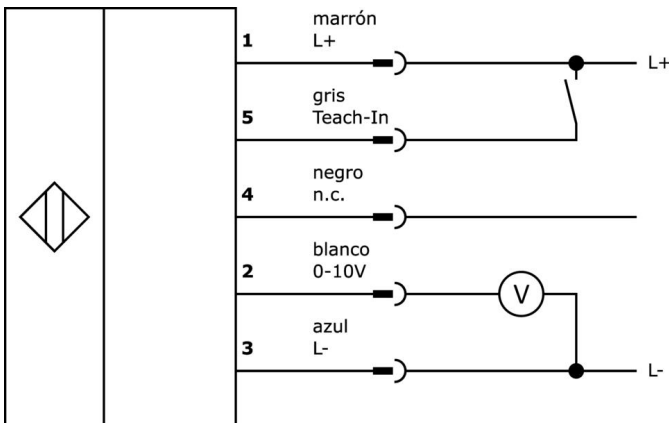 marrón
1 L+
L+
gris
5 Teach-In
negro
4 n.c.
blanco
2 0-10V
V
azul
3 L-
L-